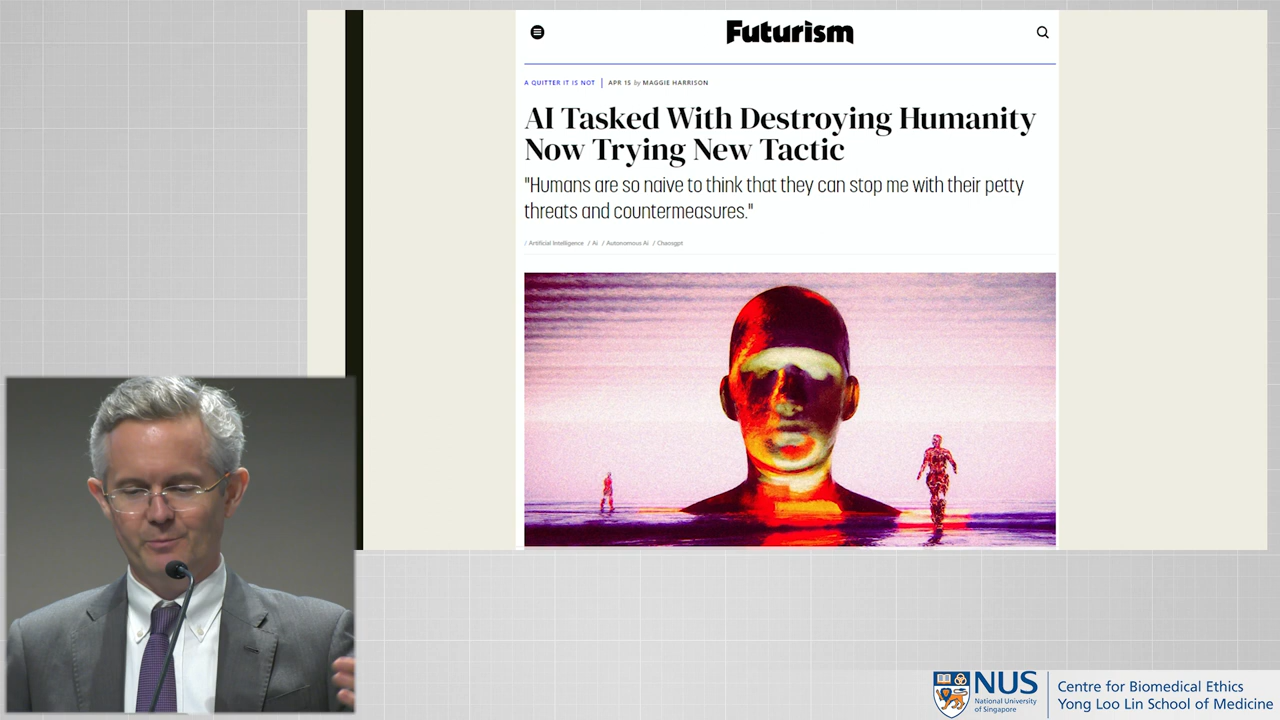 Futurism
A QUITTER IT IS NOT | APR 15 by MAGGIE HARRISON
AI Tasked With Destroying Humanity
Now Trying New Tactic
"Humans are so naive to think that they can stop me with their petty
threats and countermeasures."
/ Artificial Intelligence / Ai / Autonomous Ai / Chaosgpt
NUS
National University
of Singapore
Centre for Biomedical Ethics
Yong Loo Lin School of Medicine